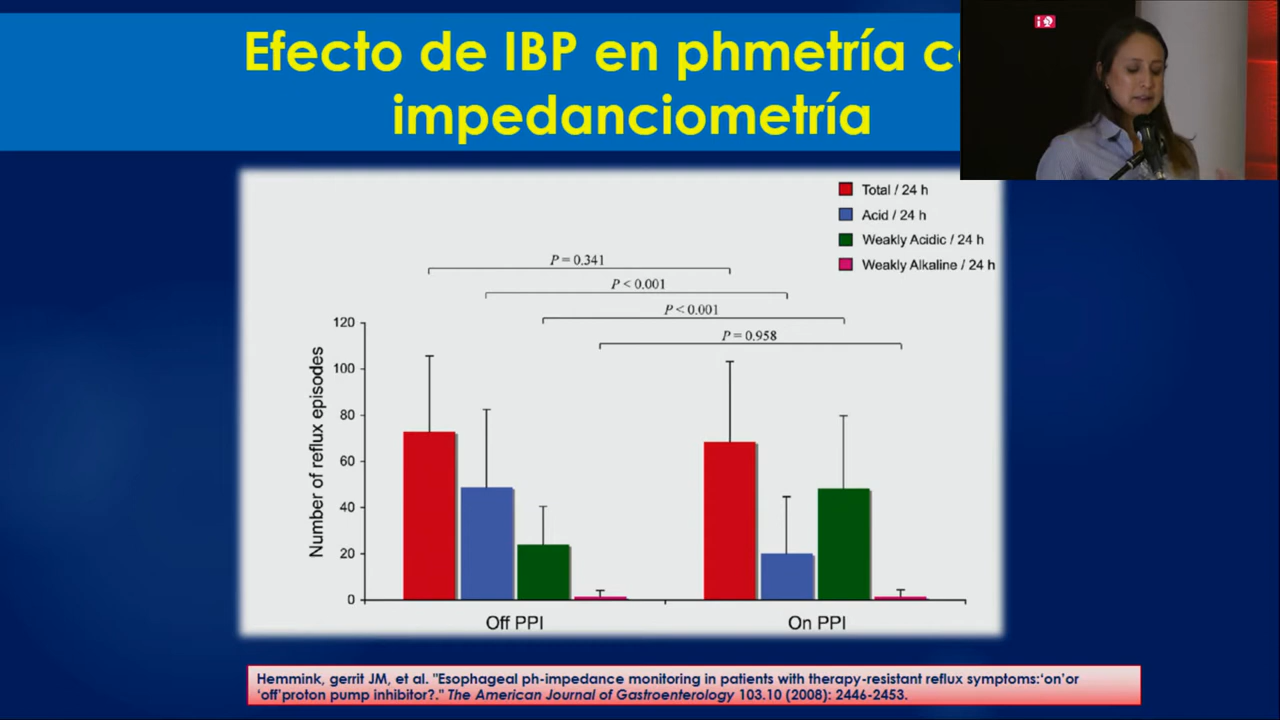 Efecto de IBP en phmetría
impedanciometría
Total / 24 h
Acid / 24 h
Weakly Acidic / 24 h
Weakly Alkaline / 24 h
P = 0.341
P < 0.001
P < 0.001
P = 0.958
Number of reflux episodes
120
100
80
60
40
20
0
Off PPI
On PPI
Hemmink, gerrit JM, et al. "Esophageal ph-impedance monitoring in patients with therapy-resistant reflux symptoms:‘on’or
‘off’proton pump inhibitor?." The American Journal of Gastroenterology 103.10 (2008): 2446-2453.